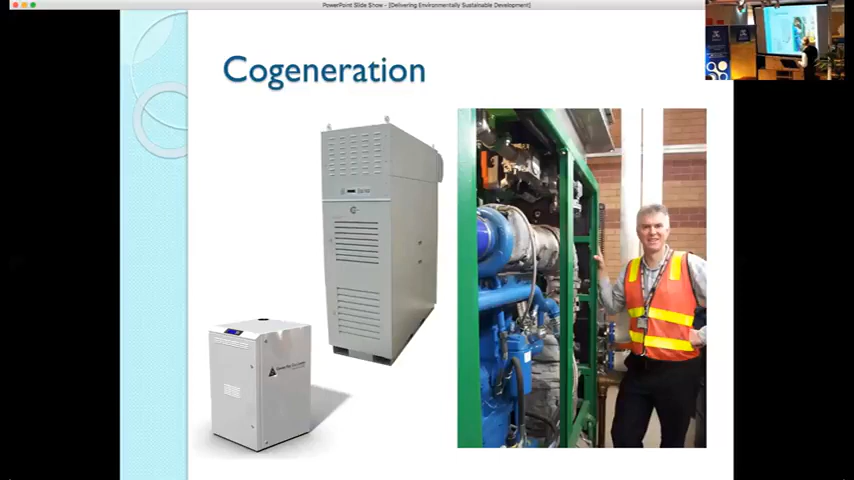 PowerPoint Slide Show - [Delivering Environmentally Sustainable Development]
Cogeneration